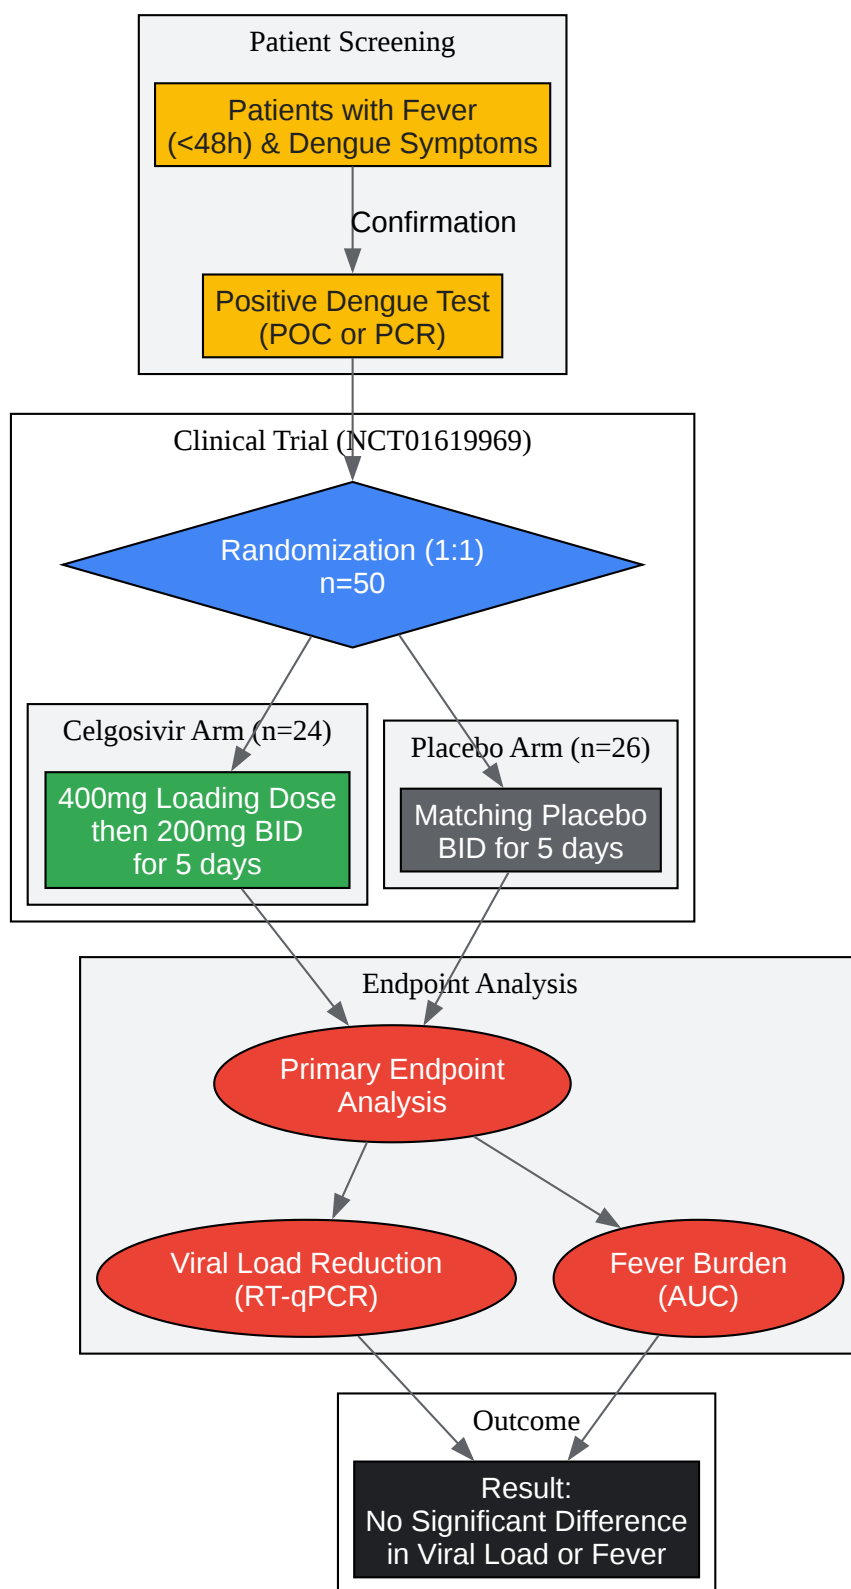 Patient Screening
Patients with Fever
(<48h) & Dengue Symptoms
Confirmation
Positive Dengue Test
(POC or PCR)
Clinical Trial (NCT01619969)
Randomization (1:1)
n=50
Celgosivir Arm (n=24)
400mg Loading Dose
then 200mg BID
for 5 days
Placebo Arm (n=26)
Matching Placebo
BID for 5 days
Endpoint Analysis
Primary Endpoint
Analysis
Viral Load Reduction
(RT-qPCR)
Fever Burden
(AUC)
Outcome
Result:
No Significant Difference
in Viral Load or Fever